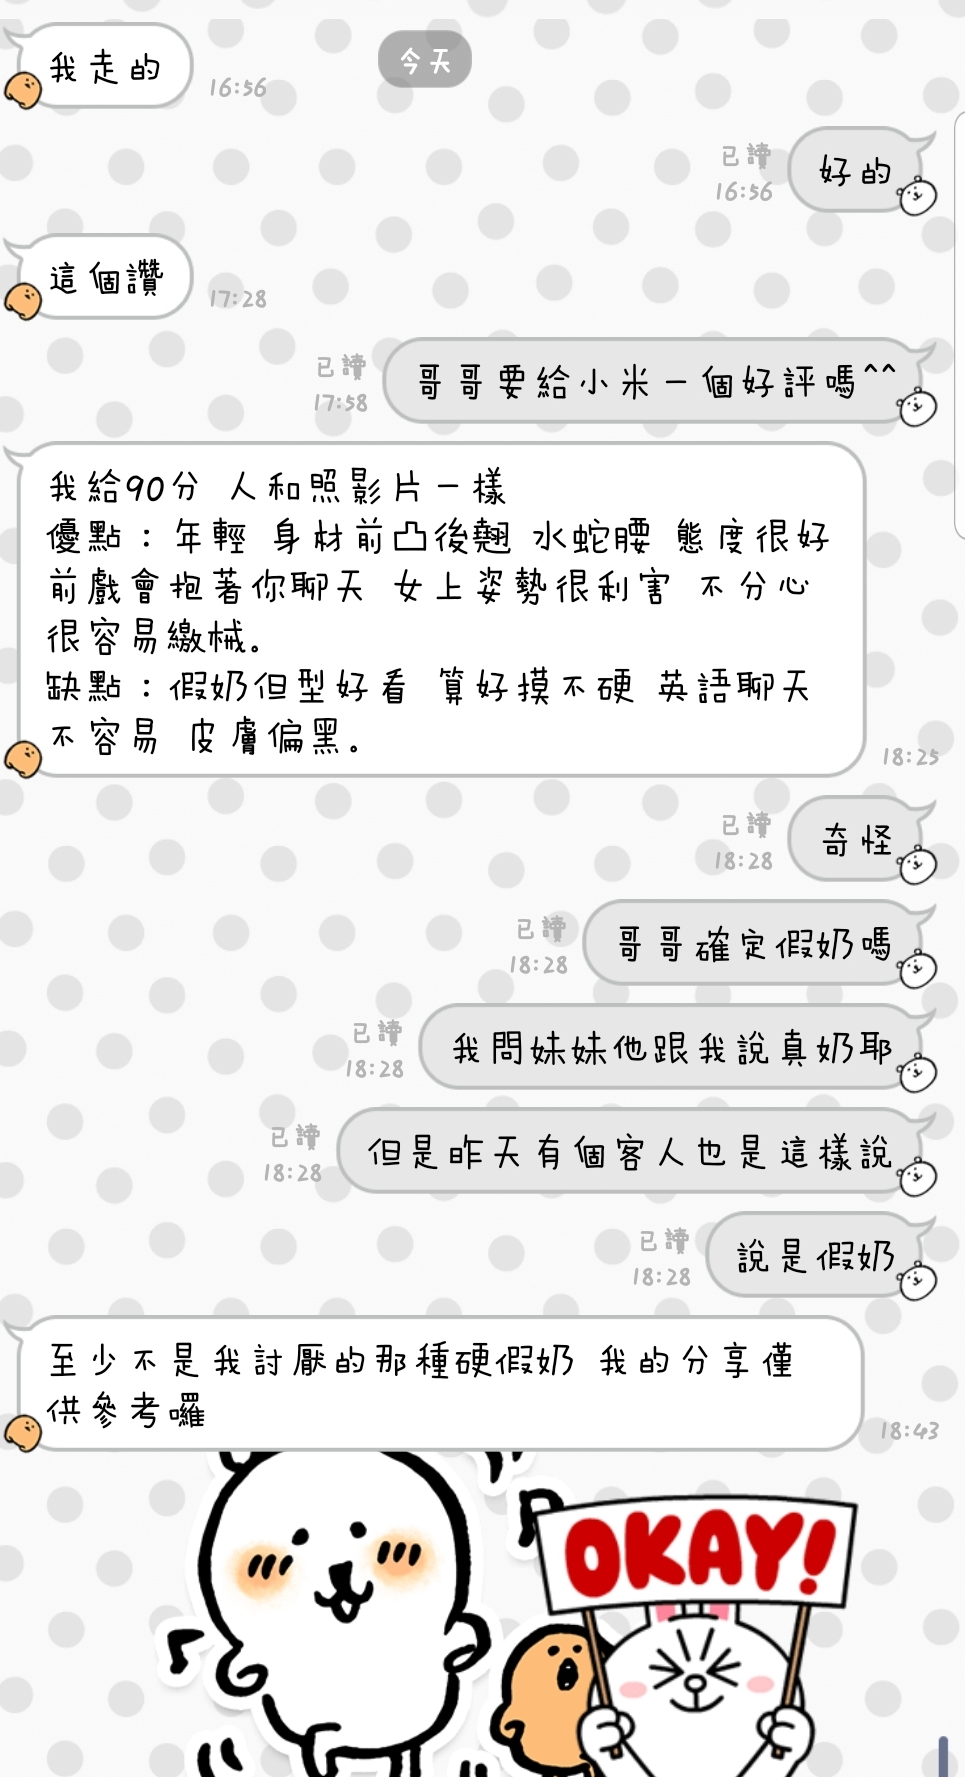 今天
我走的
16:56
已讀
16:56
好的
這個讚
17:28
已讀
17:58
哥哥要給小米一個好評嗎^^
我給90分 人和照影片一樣
優點：年輕 身材前凸後翹 水蛇腰 態度很好
前戲會抱著你聊天 女上姿勢很利害 不分心
很容易繳械。
缺點：假奶但型好看 算好摸不硬 英語聊天
不容易 皮膚偏黑。
18:25
已讀
18:28
奇怪
已讀
18:28
哥哥確定假奶嗎
已讀
18:28
我問妹妹他跟我說真奶耶
已讀
18:28
但是昨天有個客人也是這樣說
已讀
18:28
說是假奶
至少不是我討厭的那種硬假奶 我的分享僅
供參考囉
18:43
OKAY!